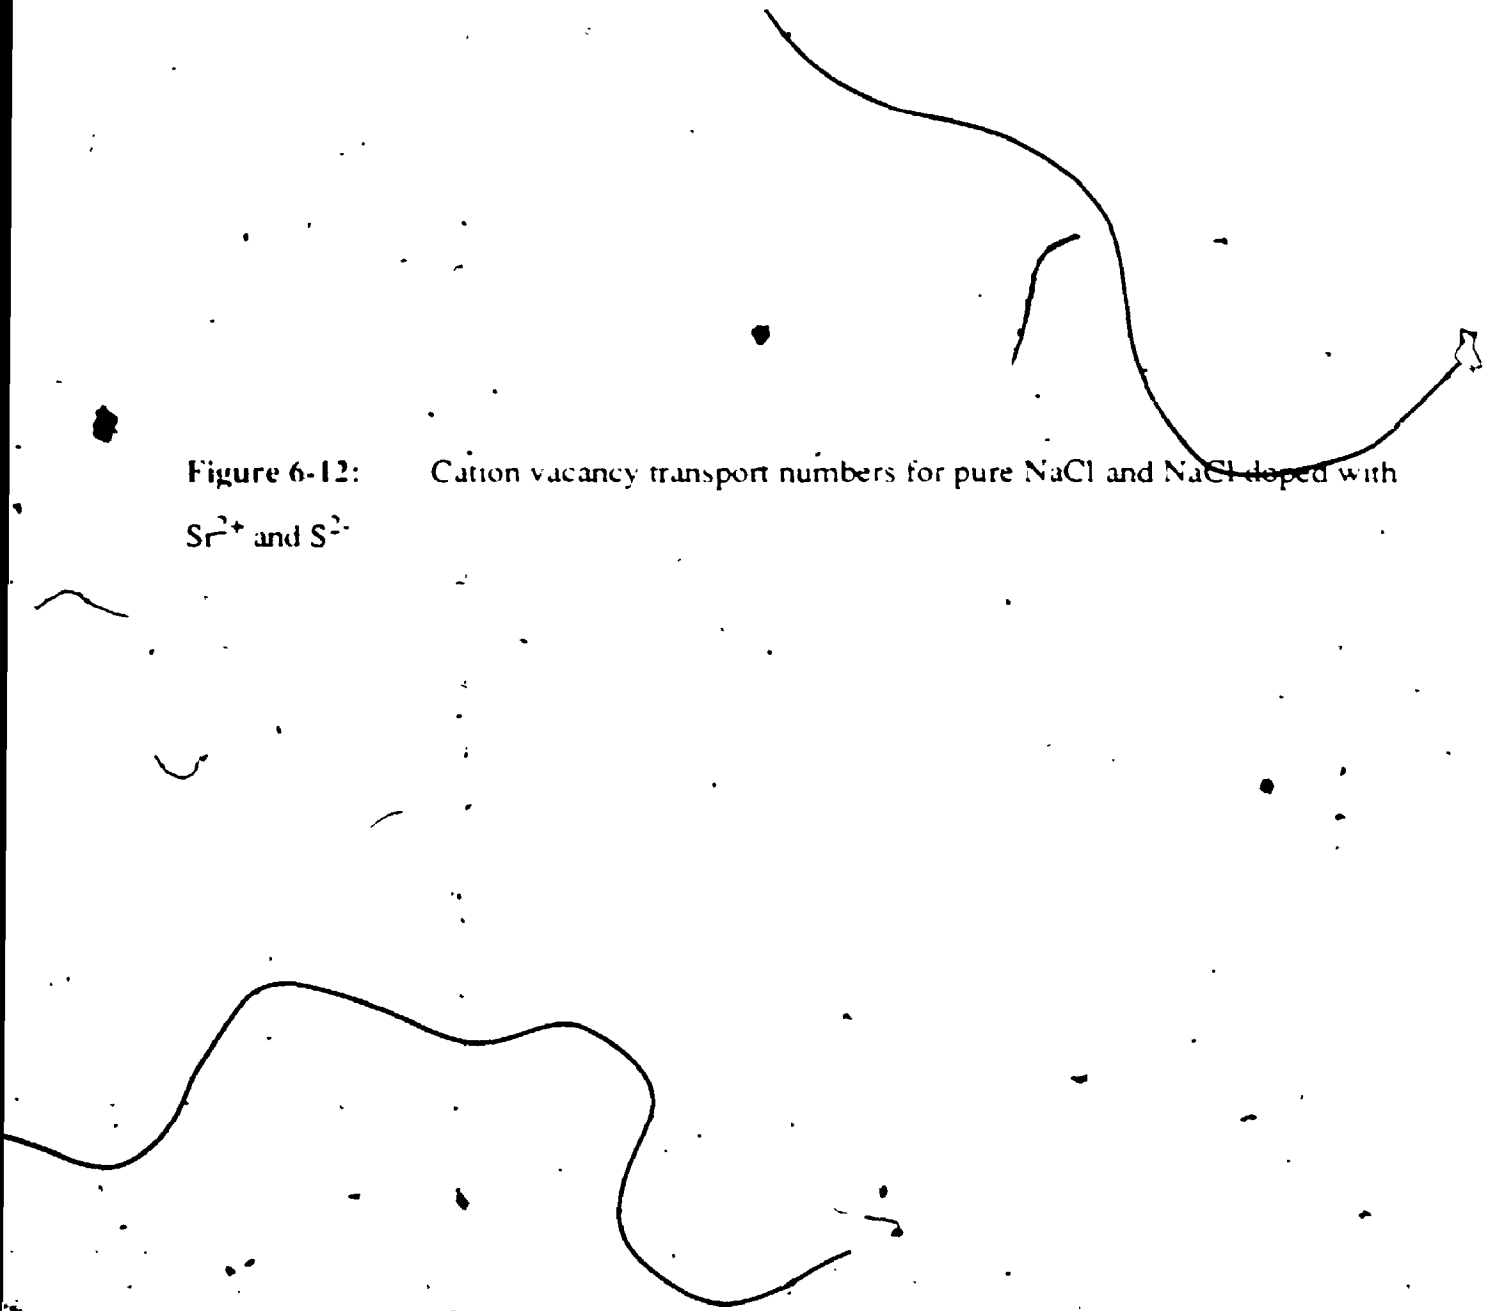 Figure 6-12: Cation vacancy transport numbers for pure NaCl and NaCl doped with
Sr²⁺ and S²⁻